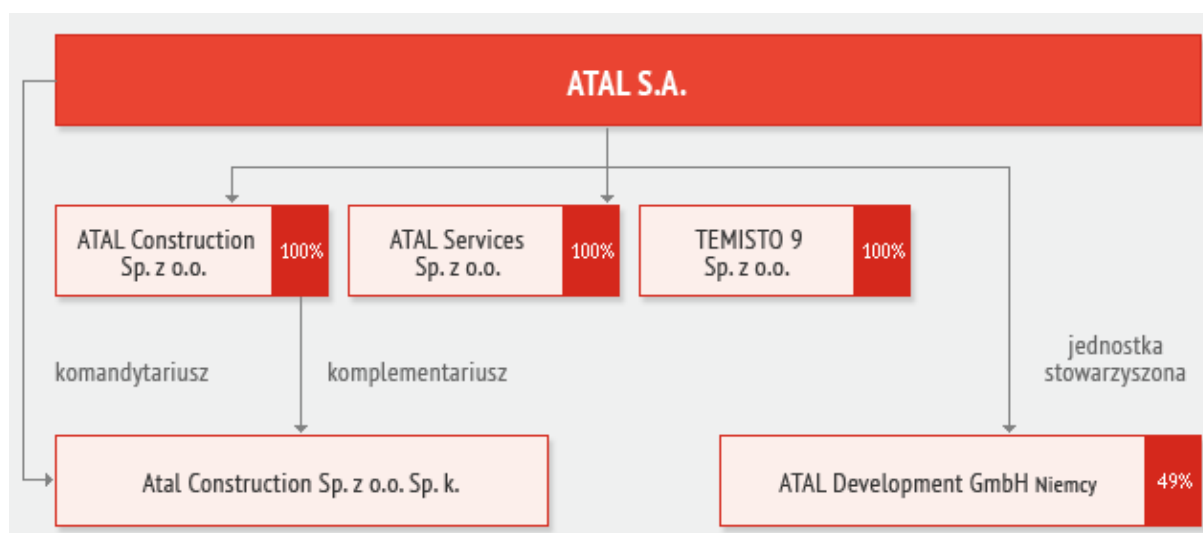 ATAL S.A.
ATAL Construction
Sp. z o.o.
100%
ATAL Services
Sp. z o.o.
100%
TEMISTO 9
Sp. z o.o.
100%
komandytariusz
komplementariusz
jednostka
stowarzyszona
Atal Construction Sp. z o.o. Sp. k.
ATAL Development GmbH Niemcy
49%